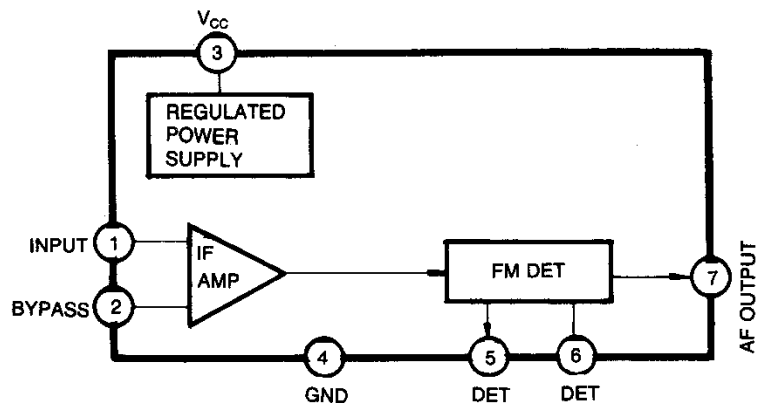 VCC
3
REGULATED
POWER
SUPPLY
INPUT
1
IF
AMP
FM DET
7
AF OUTPUT
BYPASS
2
4
5
6
GND
DET
DET